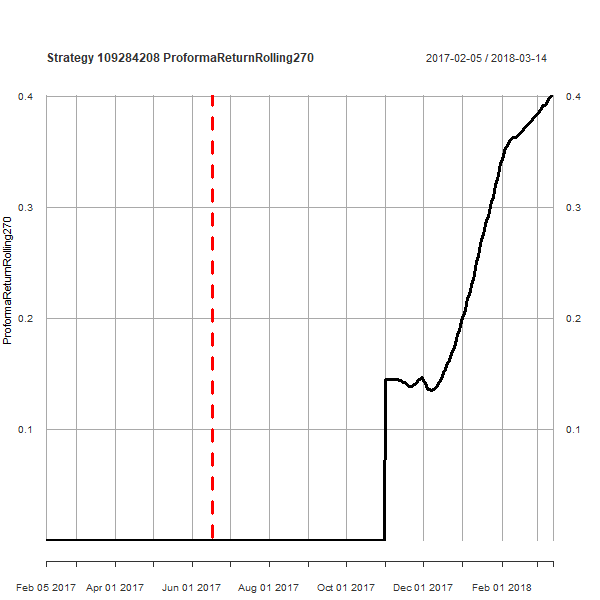 Strategy 109284208 ProformaReturnRolling270
2017-02-05 / 2018-03-14
ProformaReturnRolling270
0.4 0.4
0.3 0.3
0.2 0.2
0.1 0.1
Feb 05 2017 Apr 01 2017 Jun 01 2017 Aug 01 2017 Oct 01 2017 Dec 01 2017 Feb 01 2018